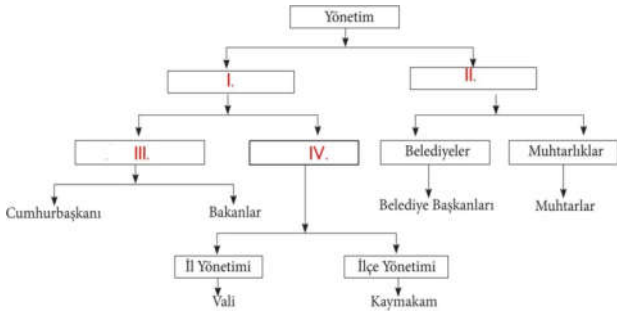 Yönetim
I.
II.
III.
IV.
Belediyeler
Muhtarlıklar
Cumhurbaşkanı
Bakanlar
Belediye Başkanları
Muhtarlar
İl Yönetimi
İlçe Yönetimi
Vali
Kaymakam